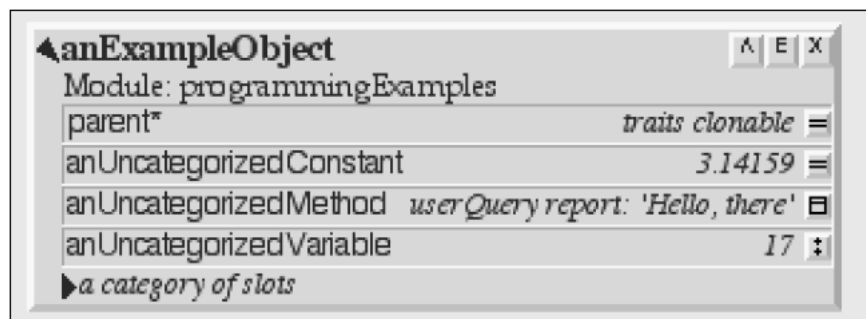 anExampleObject ʌ E X
Module: programmingExamples
parent* traits clonable =
anUncategorizedConstant 3.14159 =
anUncategorizedMethod userQuery report: 'Hello, there'
anUncategorizedVariable 17 :
a category of slots